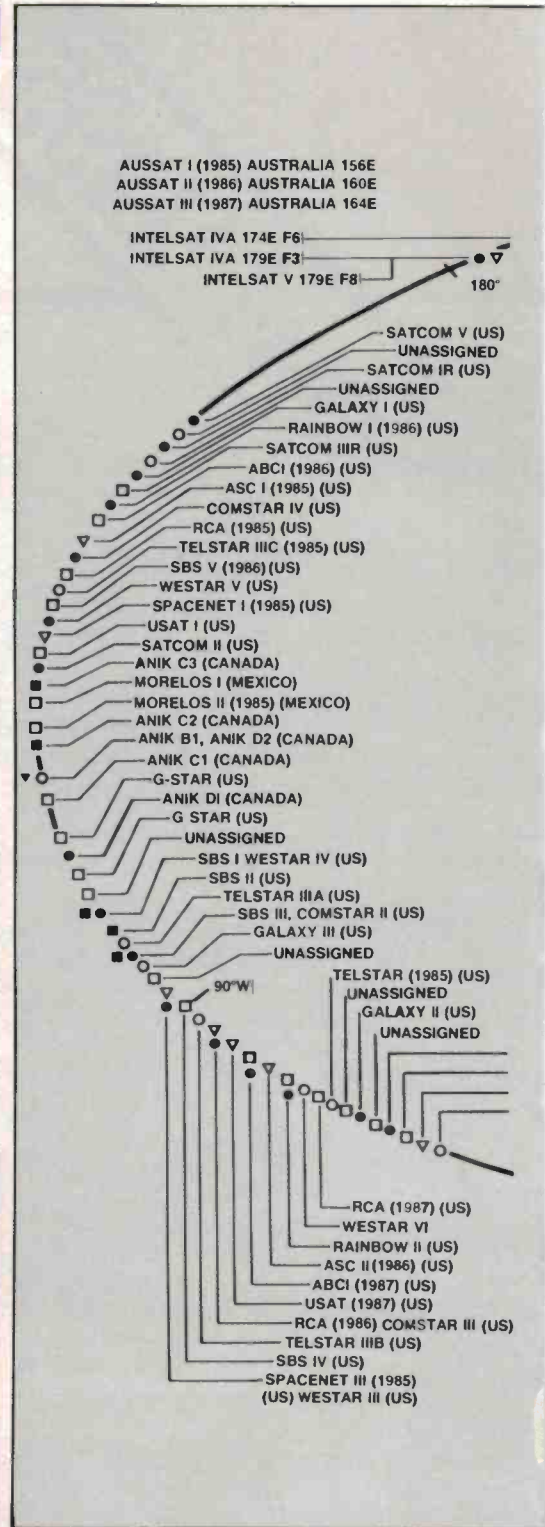 AUSSAT I (1985) AUSTRALIA 156E
AUSSAT II (1986) AUSTRALIA 160E
AUSSAT III (1987) AUSTRALIA 164E
INTELSAT IVA 174E F6
INTELSAT IVA 179E F3
INTELSAT V 179E F8
180°
SATCOM V (US)
UNASSIGNED
SATCOM IR (US)
UNASSIGNED
GALAXY I (US)
RAINBOW I (1986) (US)
SATCOM IIIR (US)
ABCI (1986) (US)
ASC I (1985) (US)
COMSTAR IV (US)
RCA (1985) (US)
TELSTAR IIIC (1985) (US)
SBS V (1986) (US)
WESTAR V (US)
SPACENET I (1985) (US)
USAT I (US)
SATCOM II (US)
ANIK C3 (CANADA)
MORELOS I (MEXICO)
MORELOS II (1985) (MEXICO)
ANIK C2 (CANADA)
ANIK B1, ANIK D2 (CANADA)
ANIK C1 (CANADA)
G-STAR (US)
ANIK DI (CANADA)
G STAR (US)
UNASSIGNED
SBS I WESTAR IV (US)
SBS II (US)
TELSTAR IIIA (US)
SBS III, COMSTAR II (US)
GALAXY III (US)
UNASSIGNED
90°W
TELSTAR (1985) (US)
UNASSIGNED
GALAXY II (US)
UNASSIGNED
RCA (1987) (US)
WESTAR VI
RAINBOW II (US)
ASC II (1986) (US)
ABCI (1987) (US)
USAT (1987) (US)
RCA (1986) COMSTAR III (US)
TELSTAR IIIB (US)
SBS IV (US)
SPACENET III (1985)
(US) WESTAR III (US)